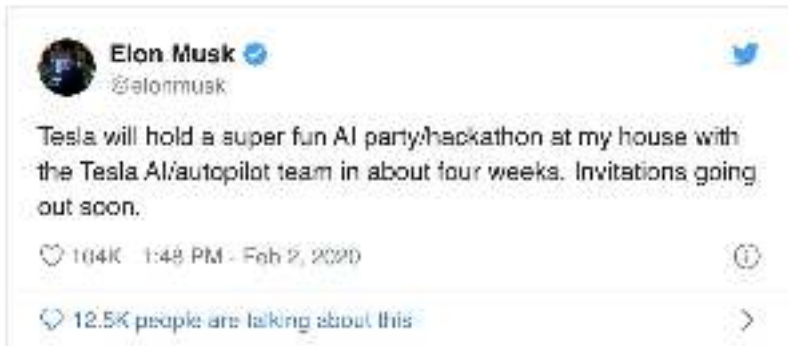 Elon Musk
@elonmusk
Tesla will hold a super fun AI party/hackathon at my house with
the Tesla AI/autopilot team in about four weeks. Invitations going
out soon.
104K 1:48 PM - Feb 2, 2020
12.5K people are talking about this